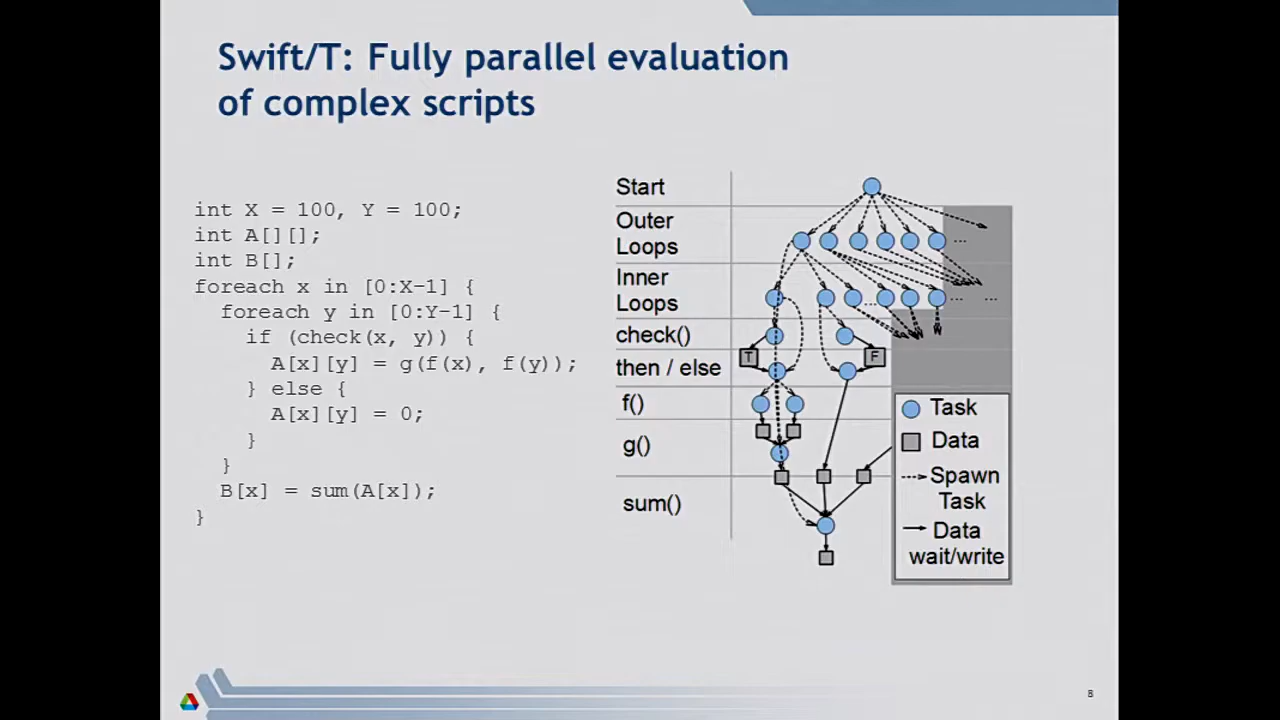 Swift/T: Fully parallel evaluation
of complex scripts
int X = 100, Y = 100;
int A[][];
int B[];
foreach x in [0:X-1] {
foreach y in [0:Y-1] {
if (check(x, y)) {
A[x][y] = g(f(x), f(y));
} else {
A[x][y] = 0;
}
}
B[x] = sum(A[x]);
}
Start
Outer
Loops
...
Inner
Loops
...
...
...
check()
T
F
then / else
f()
g()
sum()
Task
Data
Spawn
Task
Data
wait/write
8